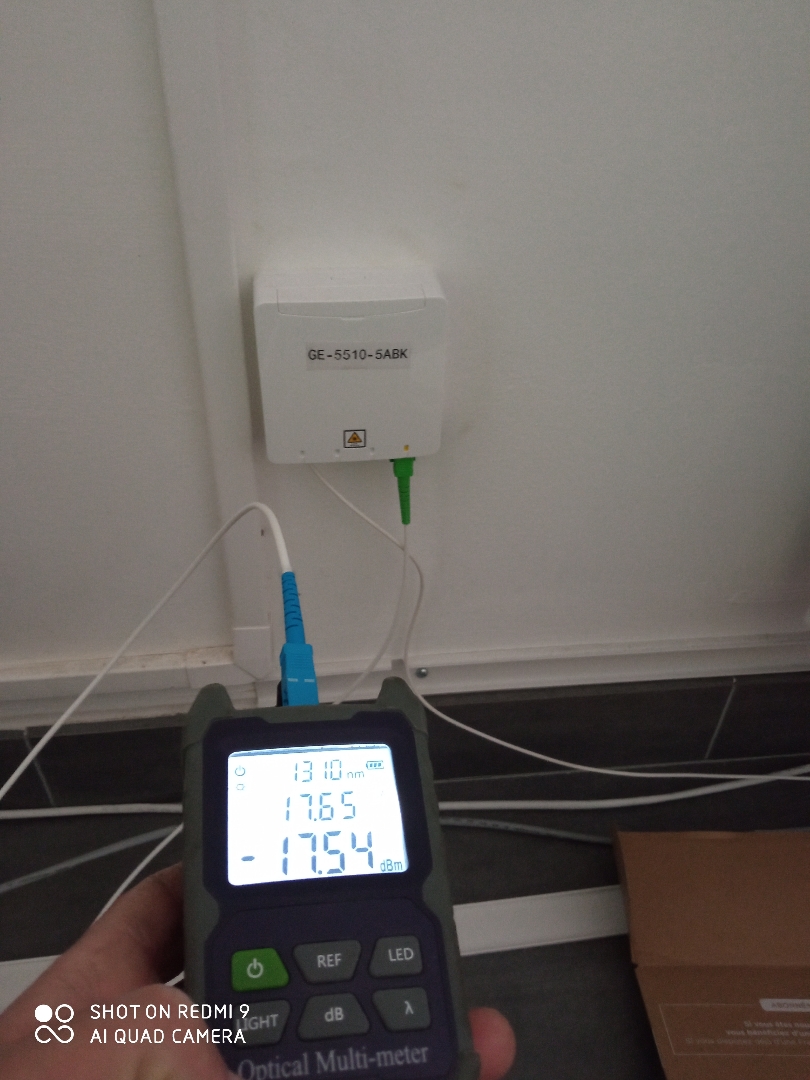 GE-5510-5ABK
1310 nm
17.65
-17.54 dBm
REF
LED
LIGHT
dB
λ
Optical Multi-meter
SHOT ON REDMI 9
AI QUAD CAMERA